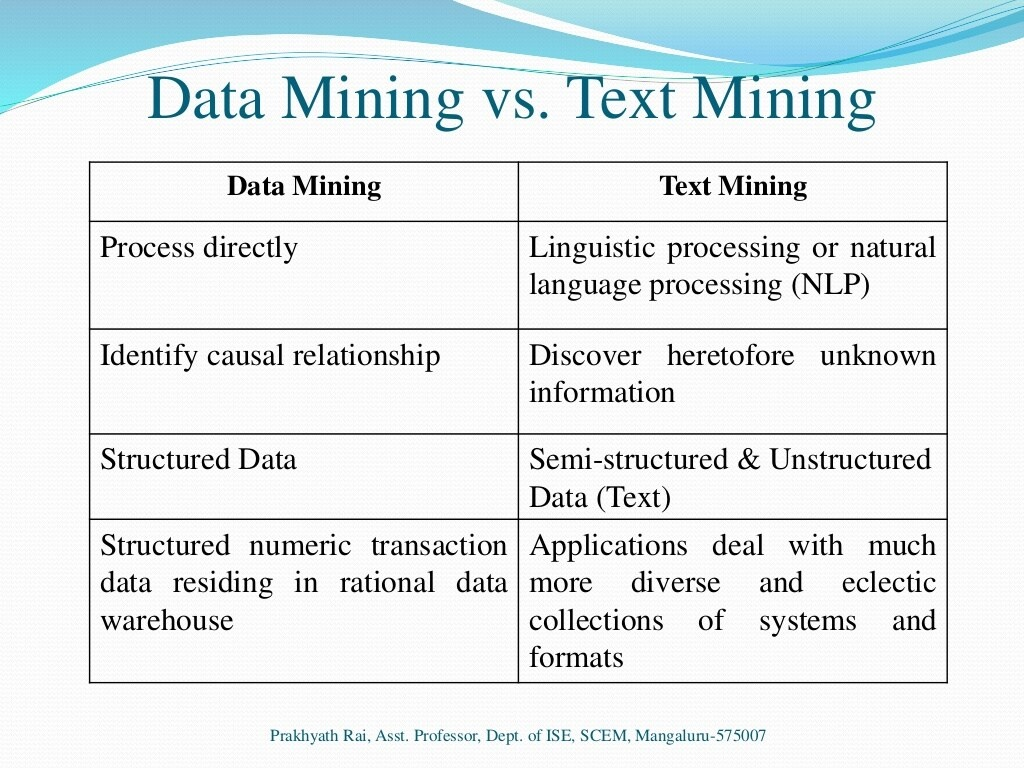 Data Mining vs. Text Mining
Data Mining
Text Mining
Process directly
Linguistic processing or natural
language processing (NLP)
Identify causal relationship
Discover heretofore unknown
information
Structured Data
Semi-structured & Unstructured
Data (Text)
Structured numeric transaction
data residing in rational data
warehouse
Applications deal with much
more diverse and eclectic
collections of systems and
formats
Prakhyath Rai, Asst. Professor, Dept. of ISE, SCEM, Mangaluru-575007